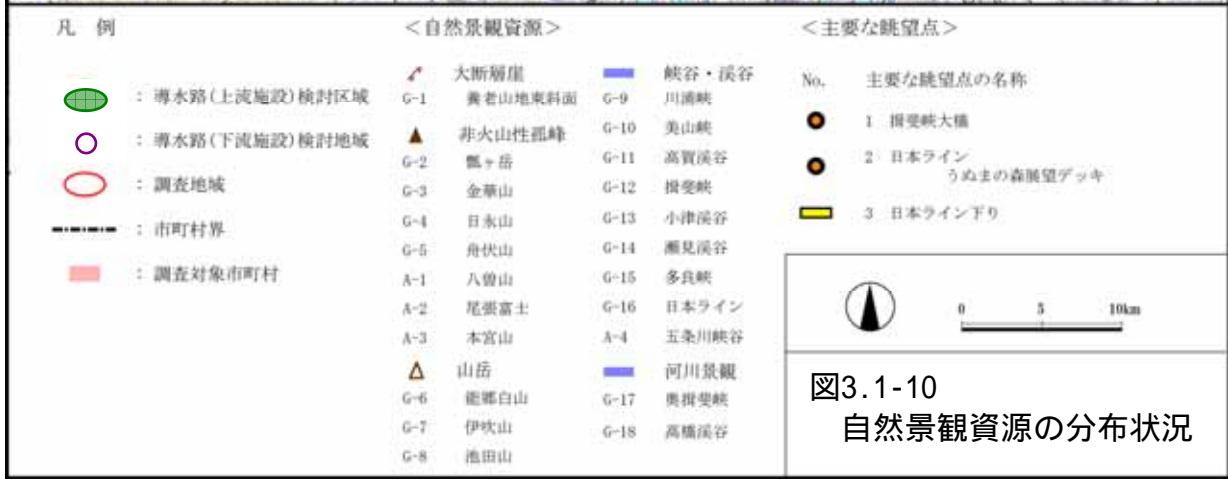 凡 例
: 導水路(上流施設)検討区域
: 導水路(下流施設)検討地域
: 調査地域
: 市町村界
: 調査対象市町村
<自然景観資源>
大断層崖
G-1 養老山地東斜面
非火山性孤峰
G-2 瓢ヶ岳
G-3 金華山
G-4 日永山
G-5 舟伏山
A-1 八曽山
A-2 尾張富士
A-3 本宮山
山岳
G-6 能郷白山
G-7 伊吹山
G-8 池田山
峡谷・渓谷
G-9 川浦峡
G-10 美山峡
G-11 高賀渓谷
G-12 揖斐峡
G-13 小津渓谷
G-14 瀬見渓谷
G-15 多良峡
G-16 日本ライン
A-4 五条川峡谷
河川景観
G-17 奥揖斐峡
G-18 高橋渓谷
<主要な眺望点>
No. 主要な眺望点の名称
1 揖斐峡大橋
2 日本ライン
うぬまの森展望デッキ
3 日本ライン下り
0 5 10km
図3.1-10
自然景観資源の分布状況